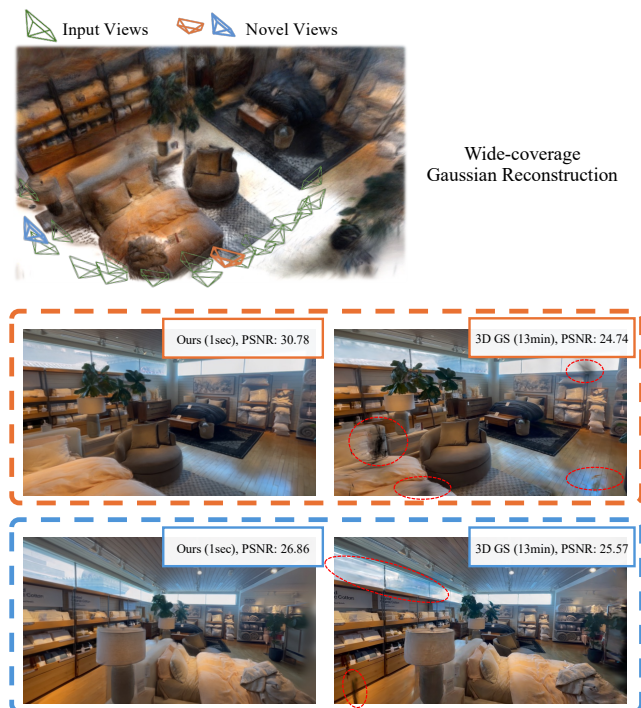 Input Views
Novel Views
Wide-coverage
Gaussian Reconstruction
Ours (1sec), PSNR: 30.78
3D GS (13min), PSNR: 24.74
Ours (1sec), PSNR: 26.86
3D GS (13min), PSNR: 25.57